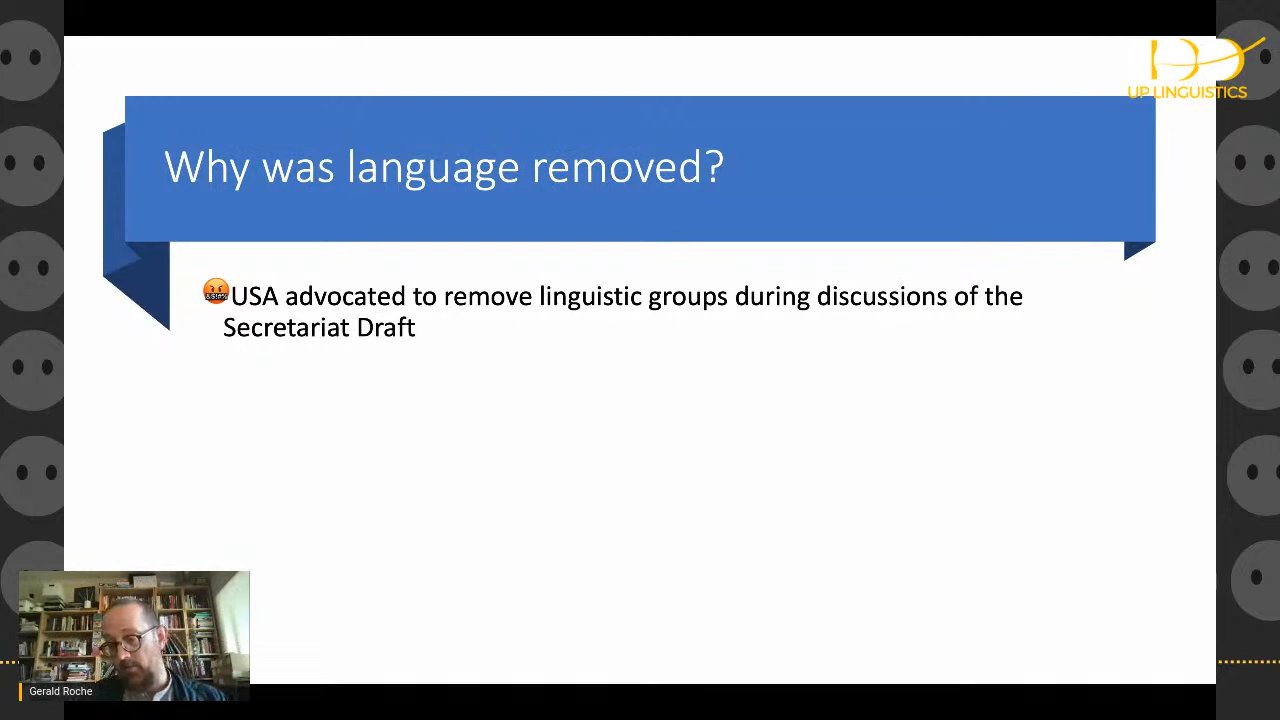 UP LINGUISTICS
Why was language removed?
USA advocated to remove linguistic groups during discussions of the
Secretariat Draft
Gerald Roche